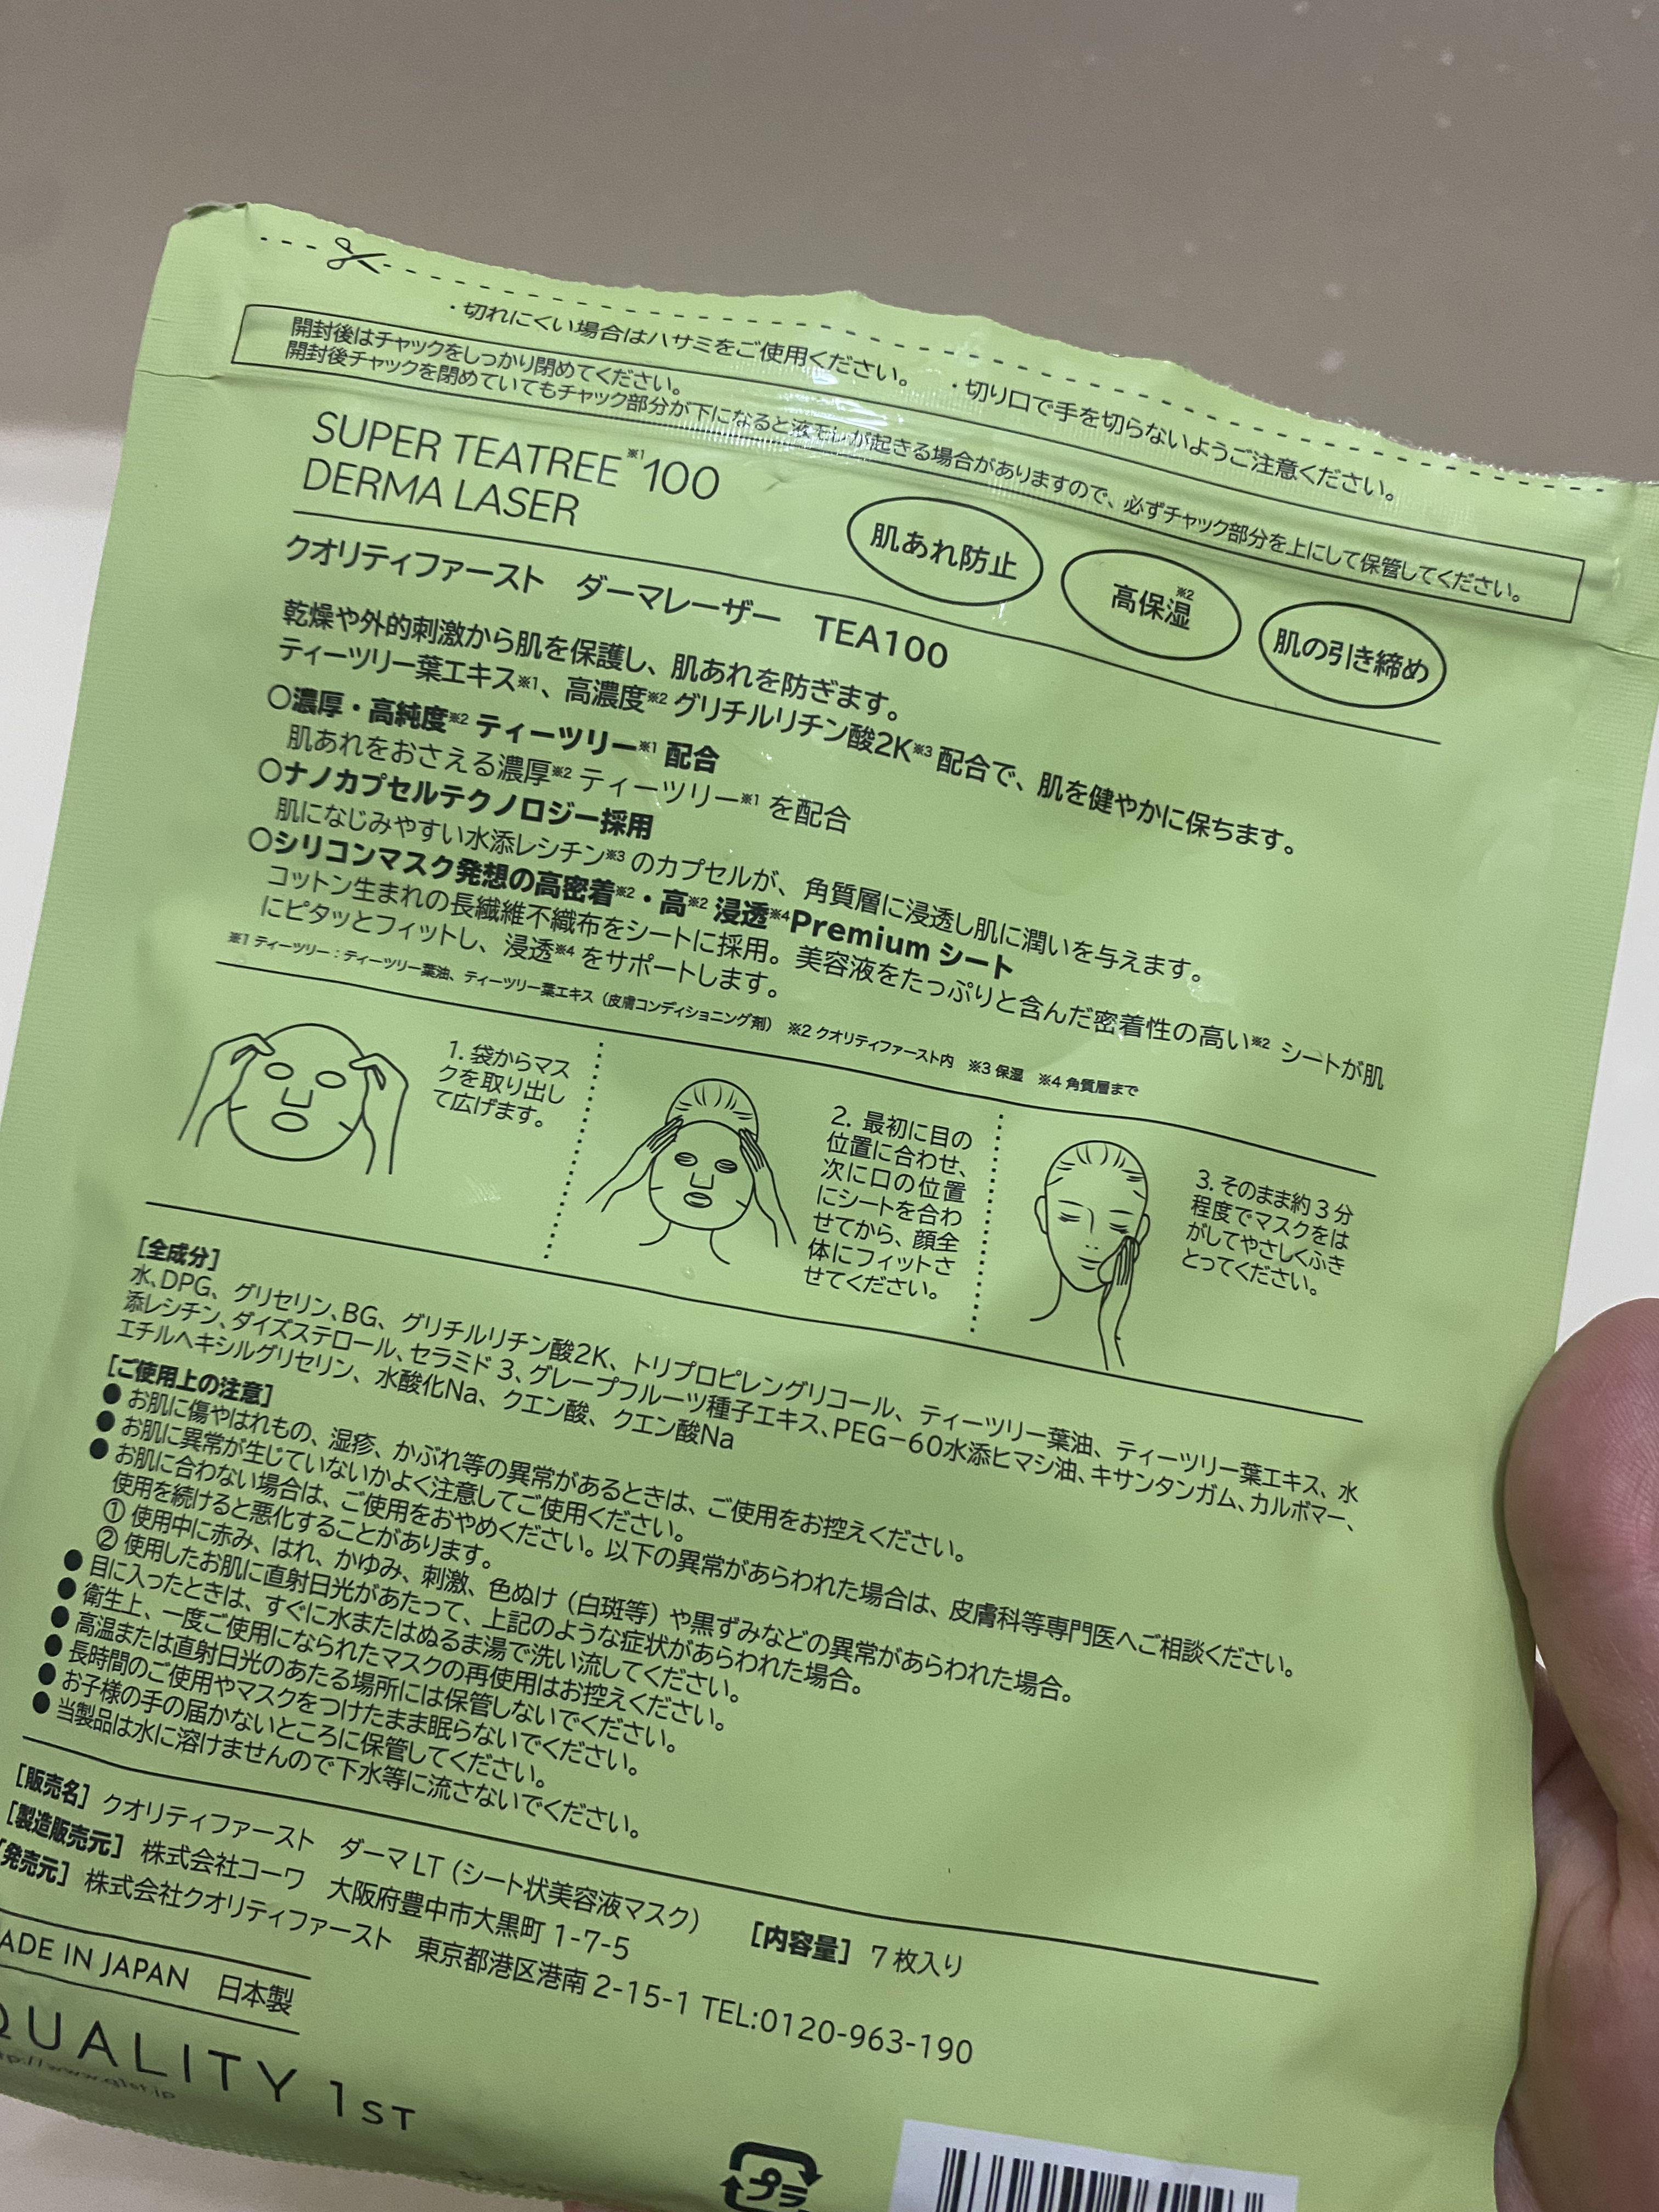 ・切れにくい場合はハサミをご使用ください。 ・切り口で手を切らないようご注意ください。
開封後はチャックをしっかり閉めてください。
開封後チャックを閉めていてもチャック部分が下になると液モレが起きる場合がありますので、必ずチャック部分を上にして保管してください。
SUPER TEATREE※1 100
DERMA LASER
肌あれ防止
高保湿※2
肌の引き締め
クオリティファースト ダーマレーザー TEA100
乾燥や外的刺激から肌を保護し、肌あれを防ぎます。
ティーツリー葉エキス※1、高濃度※2 グリチルリチン酸2K※3 配合で、肌を健やかに保ちます。
○濃厚・高純度※2 ティーツリー※1 配合
肌あれをおさえる濃厚※2 ティーツリー※1 を配合
○ナノカプセルテクノロジー採用
肌になじみやすい水添レシチン※3 のカプセルが、角質層に浸透し肌に潤いを与えます。
○シリコンマスク発想の高密着※2・高※2 浸透※4Premium シート
コットン生まれの長繊維不織布をシートに採用。美容液をたっぷりと含んだ密着性の高い※2 シートが肌
にピタッとフィットし、浸透※4 をサポートします。
※1 ティーツリー：ティーツリー葉油、ティーツリー葉エキス（皮膚コンディショニング剤） ※2 クオリティファースト内 ※3 保湿 ※4 角質層まで
1. 袋からマス
クを取り出し
て広げます。
2. 最初に目の
位置に合わせ、
次に口の位置
にシートを合わ
せてから、顔全
体にフィットさ
せてください。
3. そのまま約3分
程度でマスクをは
がしてやさしくふき
とってください。
[全成分]
水、DPG、グリセリン、BG、グリチルリチン酸2K、トリプロピレングリコール、ティーツリー葉油、ティーツリー葉エキス、水
添レシチン、ダイズステロール、セラミド3、グレープフルーツ種子エキス、PEG－60水添ヒマシ油、キサンタンガム、カルボマー、
エチルヘキシルグリセリン、水酸化Na、クエン酸、クエン酸Na
[ご使用上の注意]
● お肌に傷やはれもの、湿疹、かぶれ等の異常があるときは、ご使用をお控えください。
● お肌に異常が生じていないかよく注意してご使用ください。
● お肌に合わない場合は、ご使用をおやめください。以下の異常があらわれた場合は、皮膚科等専門医へご相談ください。
使用を続けると悪化することがあります。
① 使用中に赤み、はれ、かゆみ、刺激、色ぬけ（白斑等）や黒ずみなどの異常があらわれた場合。
② 使用したお肌に直射日光があたって、上記のような症状があらわれた場合。
● 目に入ったときは、すぐに水またはぬるま湯で洗い流してください。
● 衛生上、一度ご使用になられたマスクの再使用はお控えください。
● 高温または直射日光のあたる場所には保管しないでください。
● 長時間のご使用やマスクをつけたまま眠らないでください。
● お子様の手の届かないところに保管してください。
● 当製品は水に溶けませんので下水等に流さないでください。
[販売名] クオリティファースト ダーマ LT（シート状美容液マスク） [内容量] 7 枚入り
[製造販売元] 株式会社コーワ 大阪府豊中市大黒町 1-7-5
[発売元] 株式会社クオリティファースト 東京都港区港南 2-15-1 TEL:0120-963-190
ADE IN JAPAN 日本製
QUALITY 1ST
プラ